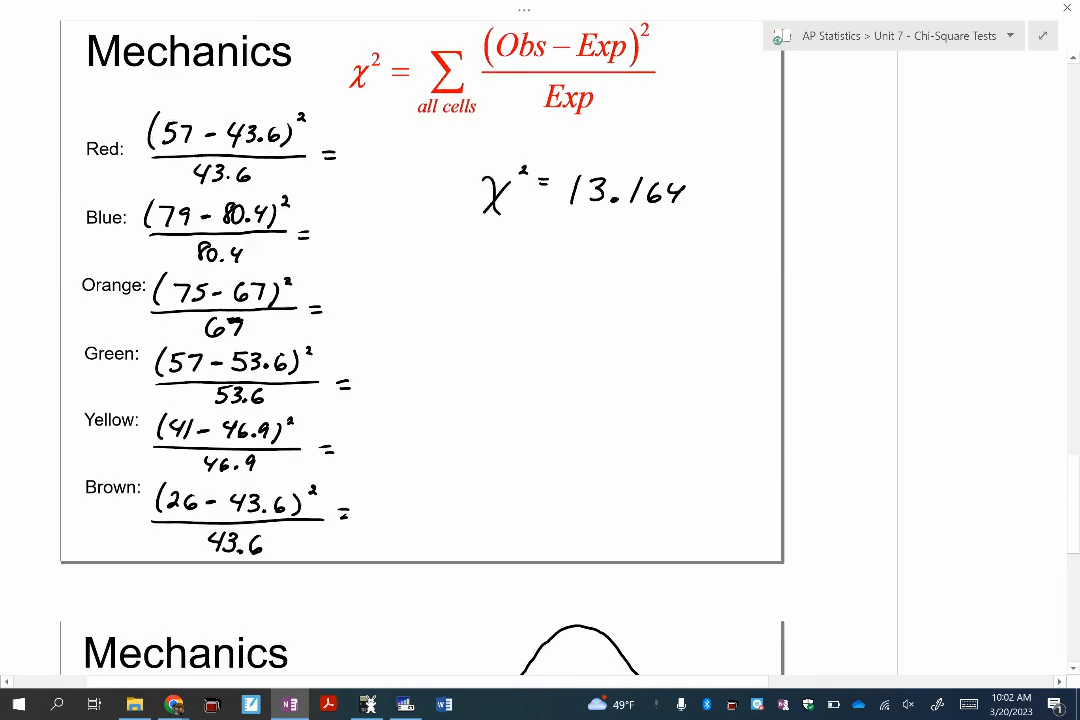 AP Statistics > Unit 7 - Chi-Square Tests
Mechanics
χ² = ∑ (Obs − Exp)² / Exp
all cells
Red: (57 - 43.6)² / 43.6 =
χ² = 13.164
Blue: (79 - 80.4)² / 80.4 =
Orange: (75 - 67)² / 67 =
Green: (57 - 53.6)² / 53.6 =
Yellow: (41 - 46.9)² / 46.9 =
Brown: (26 - 43.6)² / 43.6 =
Mechanics
49°F
10:02 AM
3/20/2023